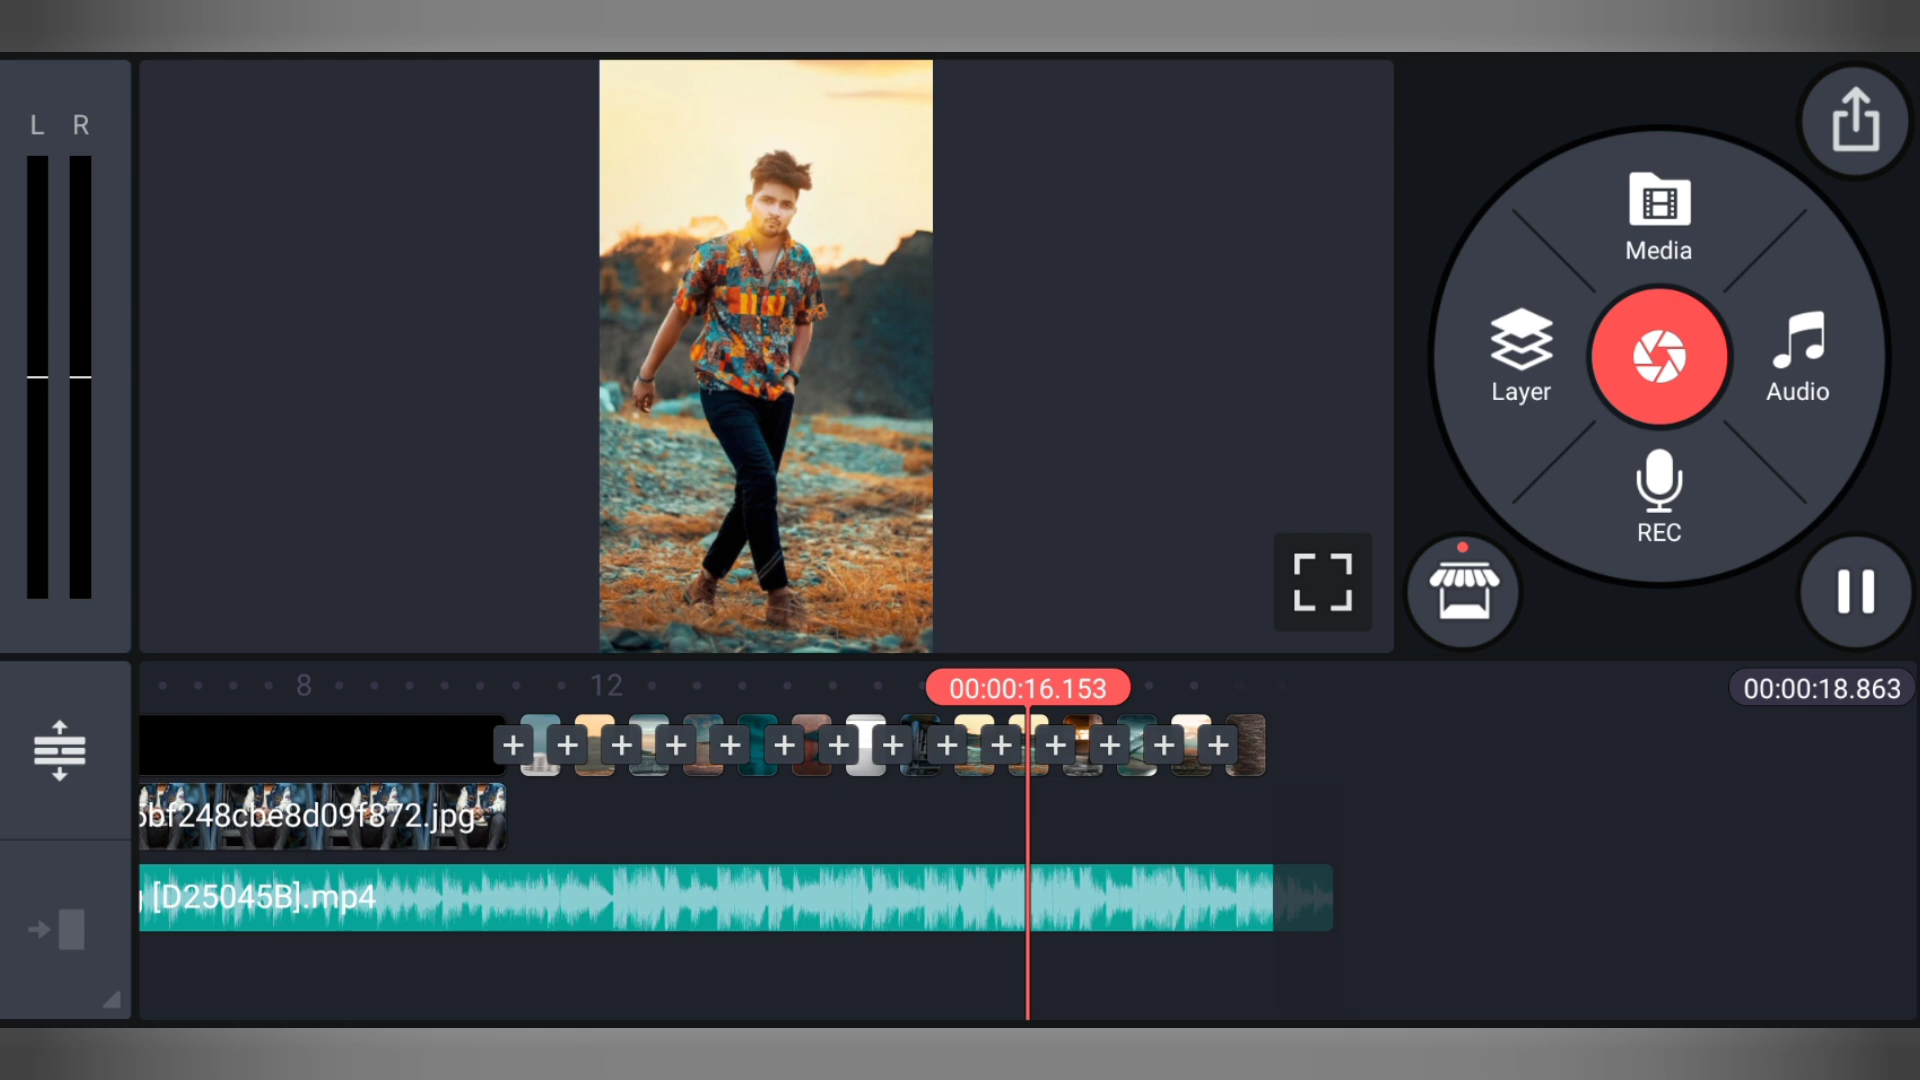 L R
Media
Layer
Audio
REC
8
12
00:00:16.153
00:00:18.863
bf248cbe8d09f872.jpg
[D25045B].mp4